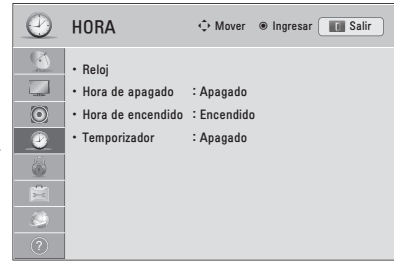 HORA Mover Ingresar Salir
• Reloj
• Hora de apagado : Apagado
• Hora de encendido : Encendido
• Temporizador : Apagado
?